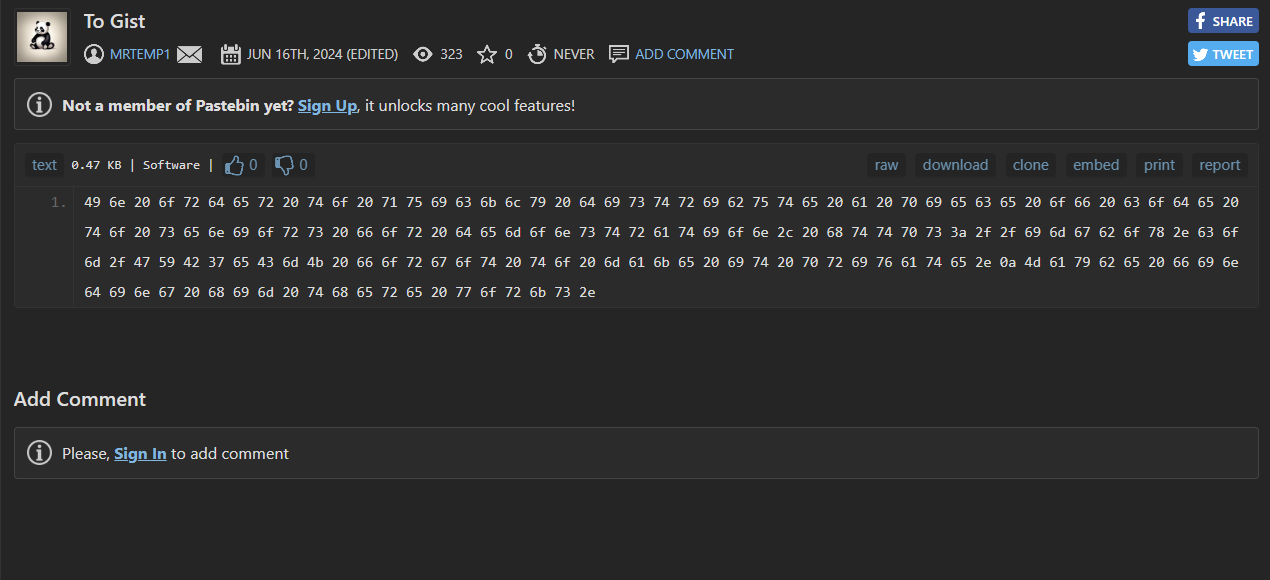 To Gist
SHARE
MRTEMP1 JUN 16TH, 2024 (EDITED) 323 0 NEVER ADD COMMENT
TWEET
Not a member of Pastebin yet? Sign Up, it unlocks many cool features!
text 0.47 KB | Software | 0 0 raw download clone embed print report
1. 49 6e 20 6f 72 64 65 72 20 74 6f 20 71 75 69 63 6b 6c 79 20 64 69 73 74 72 69 62 75 74 65 20 61 20 70 69 65 63 65 20 6f 66 20 63 6f 64 65 20
74 6f 20 73 65 6e 69 6f 72 73 20 66 6f 72 20 64 65 6d 6f 6e 73 74 72 61 74 69 6f 6e 2c 20 68 74 74 70 73 3a 2f 2f 69 6d 67 62 6f 78 2e 63 6f
6d 2f 47 59 42 37 65 43 6d 4b 20 66 6f 72 67 6f 74 20 74 6f 20 6d 61 6b 65 20 69 74 20 70 72 69 76 61 74 65 2e 0a 4d 61 79 62 65 20 66 69 6e
64 69 6e 67 20 68 69 6d 20 74 68 65 72 65 20 77 6f 72 6b 73 2e
Add Comment
Please, Sign In to add comment